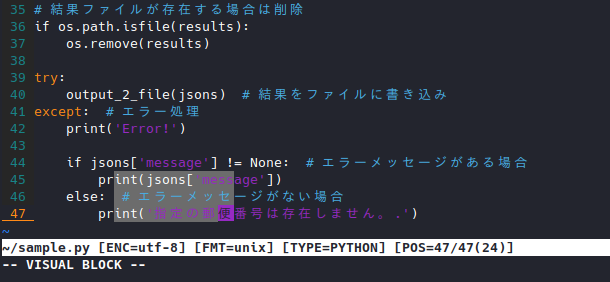 35 # 結果ファイルが存在する場合は削除
36 if os.path.isfile(results):
37     os.remove(results)
38
39 try:
40     output_2_file(jsons)  # 結果をファイルに書き込み
41 except:  # エラー処理
42     print('Error!')
43
44     if jsons['message'] != None:  # エラーメッセージがある場合
45         print(jsons['message'])
46     else:  # エラーメッセージがない場合
47         print('指定の郵便番号は存在しません。.')
~
~/sample.py [ENC=utf-8] [FMT=unix] [TYPE=PYTHON] [POS=47/47(24)]
-- VISUAL BLOCK --